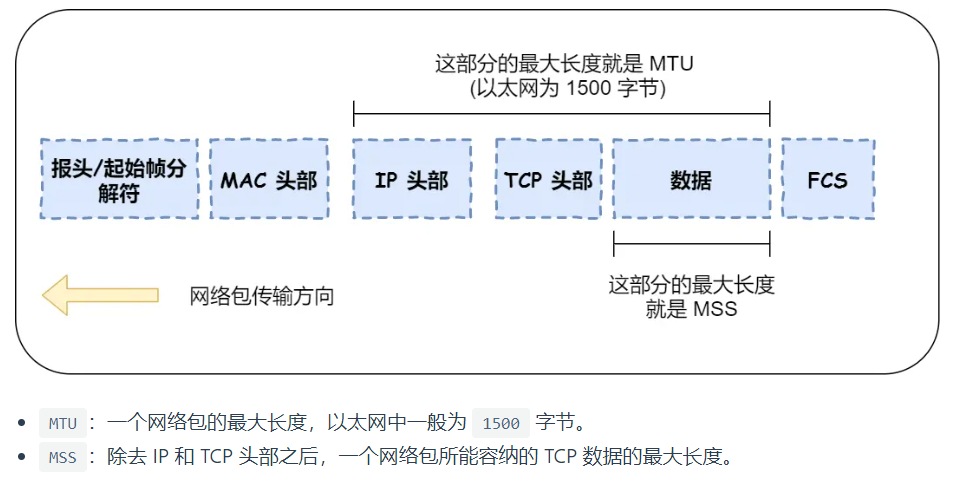 这部分的最大长度就是 MTU
(以太网为 1500 字节)
报头/起始帧分
解符
MAC 头部
IP 头部
TCP 头部
数据
FCS
这部分的最大长度
就是 MSS
网络包传输方向
MTU：一个网络包的最大长度，以太网中一般为 1500 字节。
MSS：除去 IP 和 TCP 头部之后，一个网络包所能容纳的 TCP 数据的最大长度。